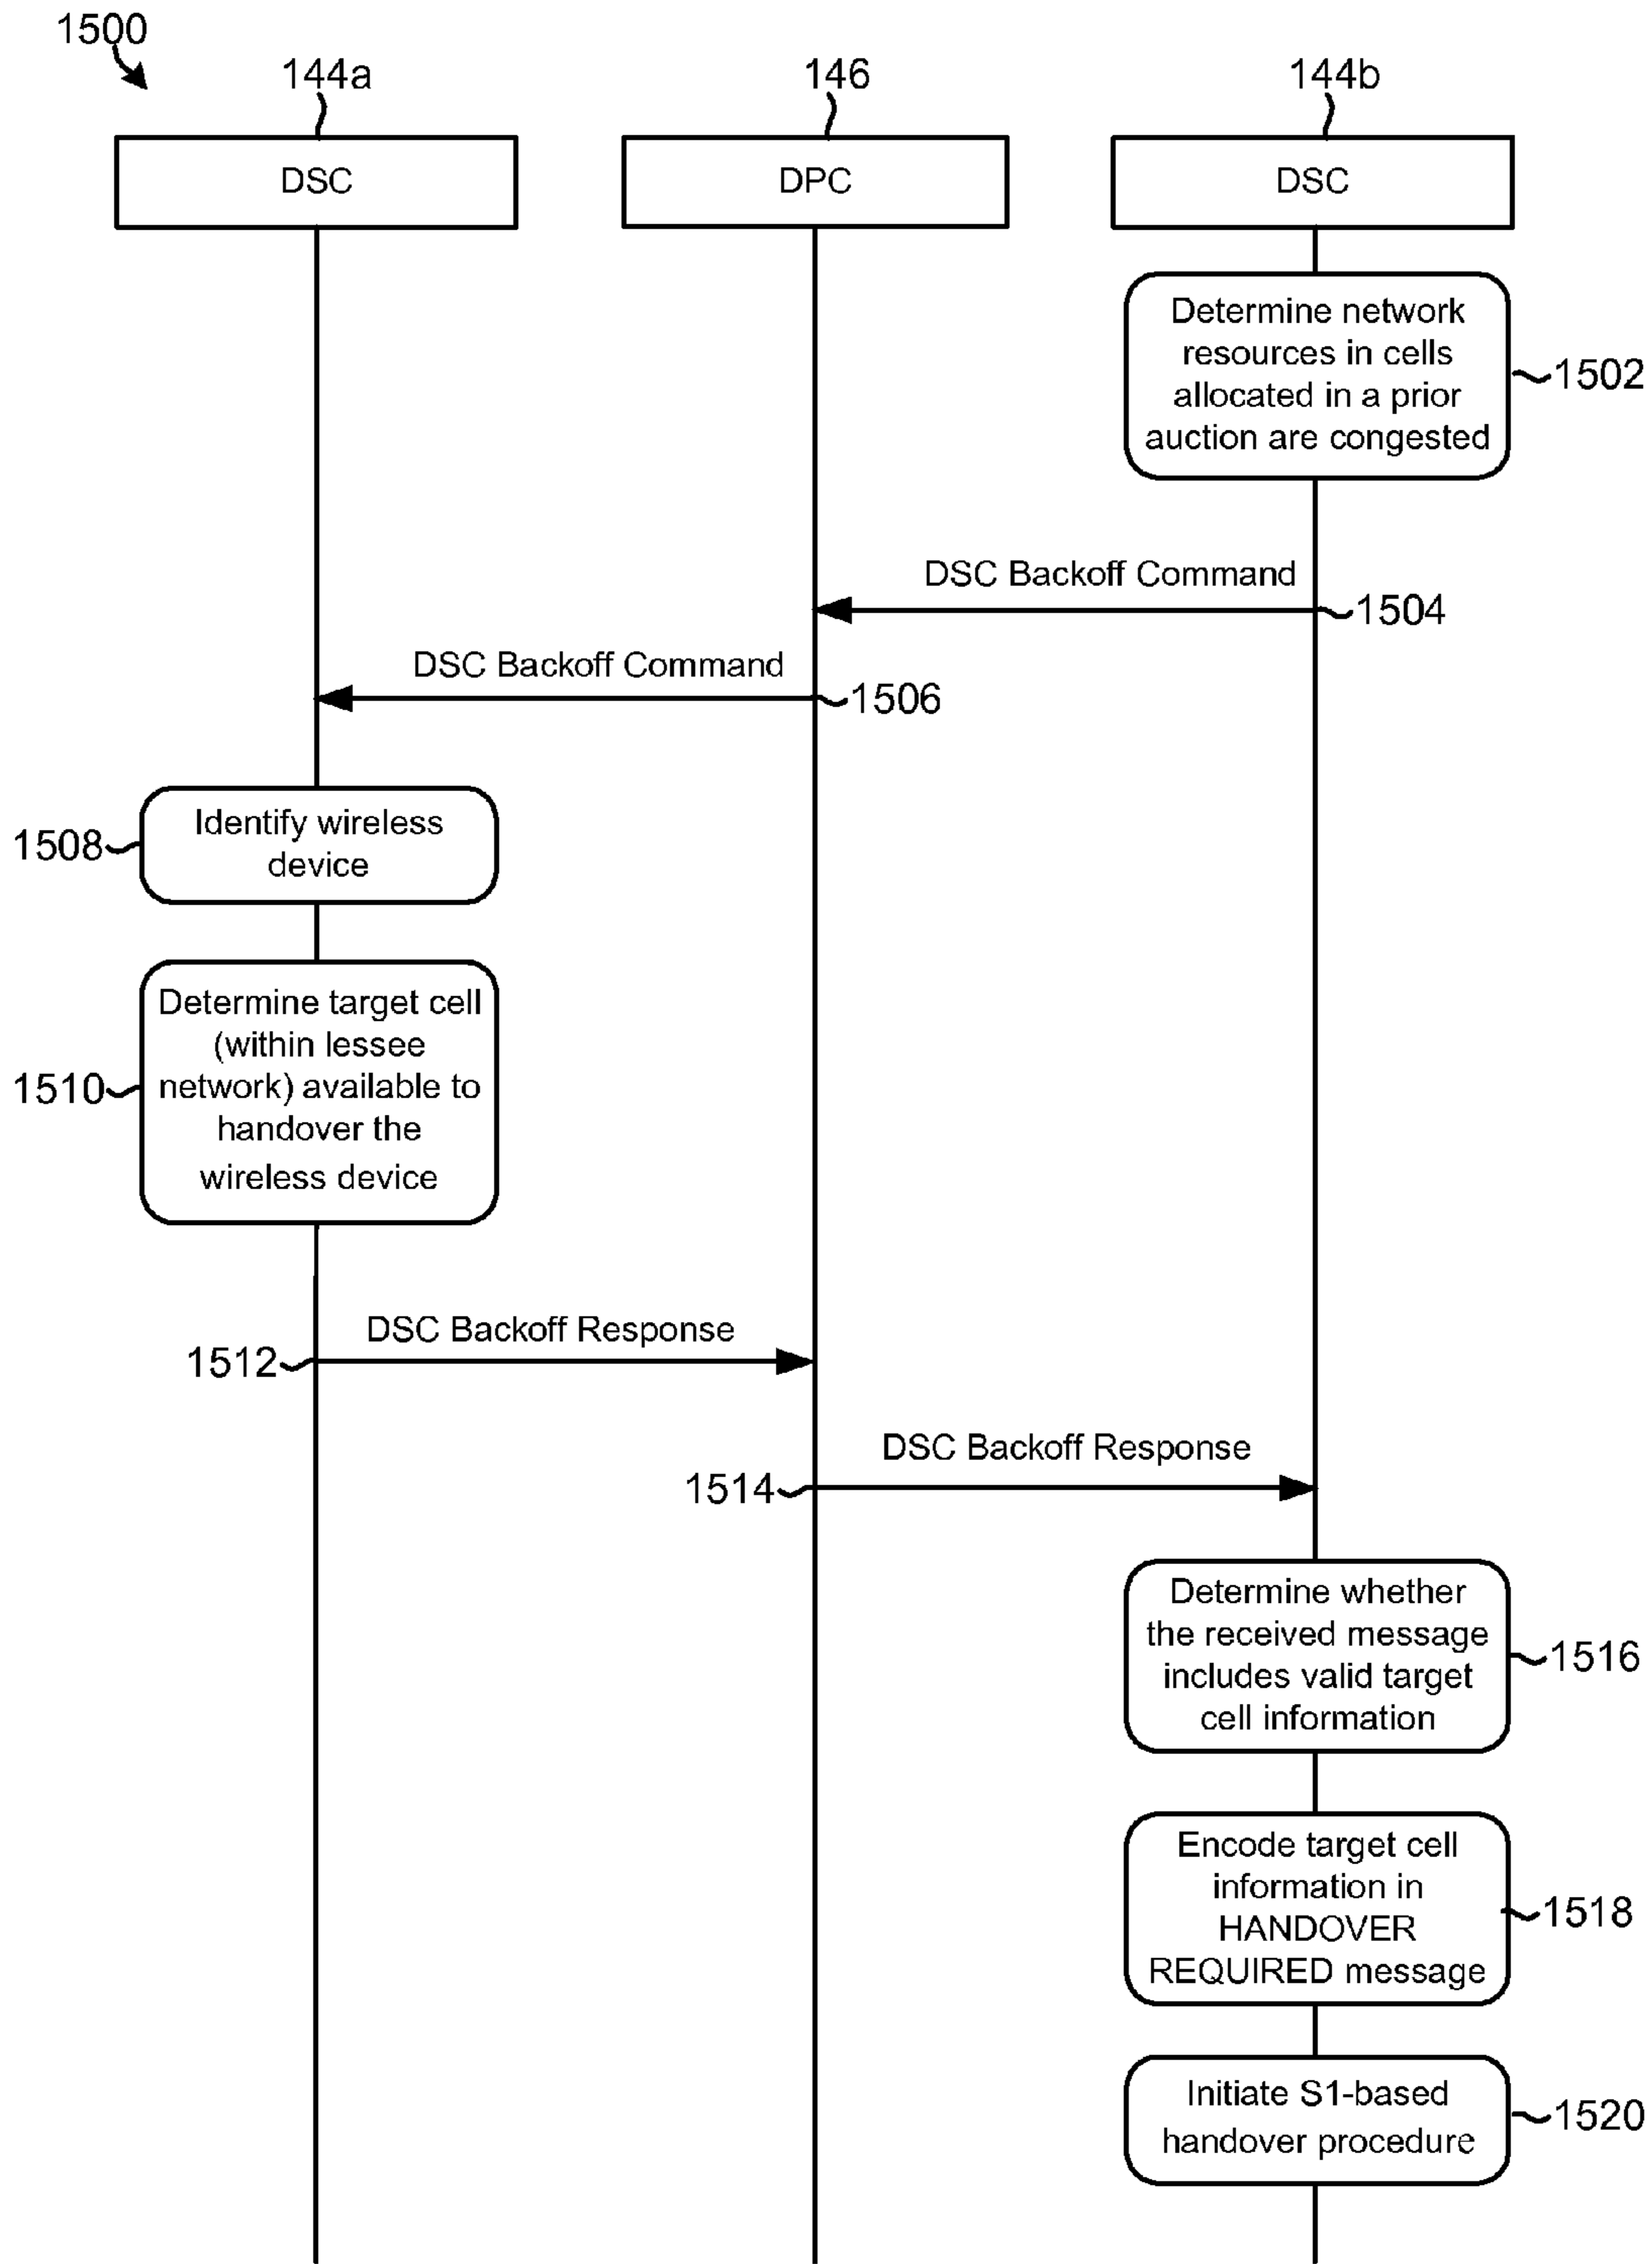 1500
144a
146
144b
DSC
DPC
DSC
Determine network
resources in cells
allocated in a prior
auction are congested
1502
DSC Backoff Command
1504
DSC Backoff Command
1506
Identify wireless
device
1508
Determine target cell
(within lessee
network) available to
handover the
wireless device
1510
DSC Backoff Response
1512
DSC Backoff Response
1514
Determine whether
the received message
includes valid target
cell information
1516
Encode target cell
information in
HANDOVER
REQUIRED message
1518
Initiate S1-based
handover procedure
1520